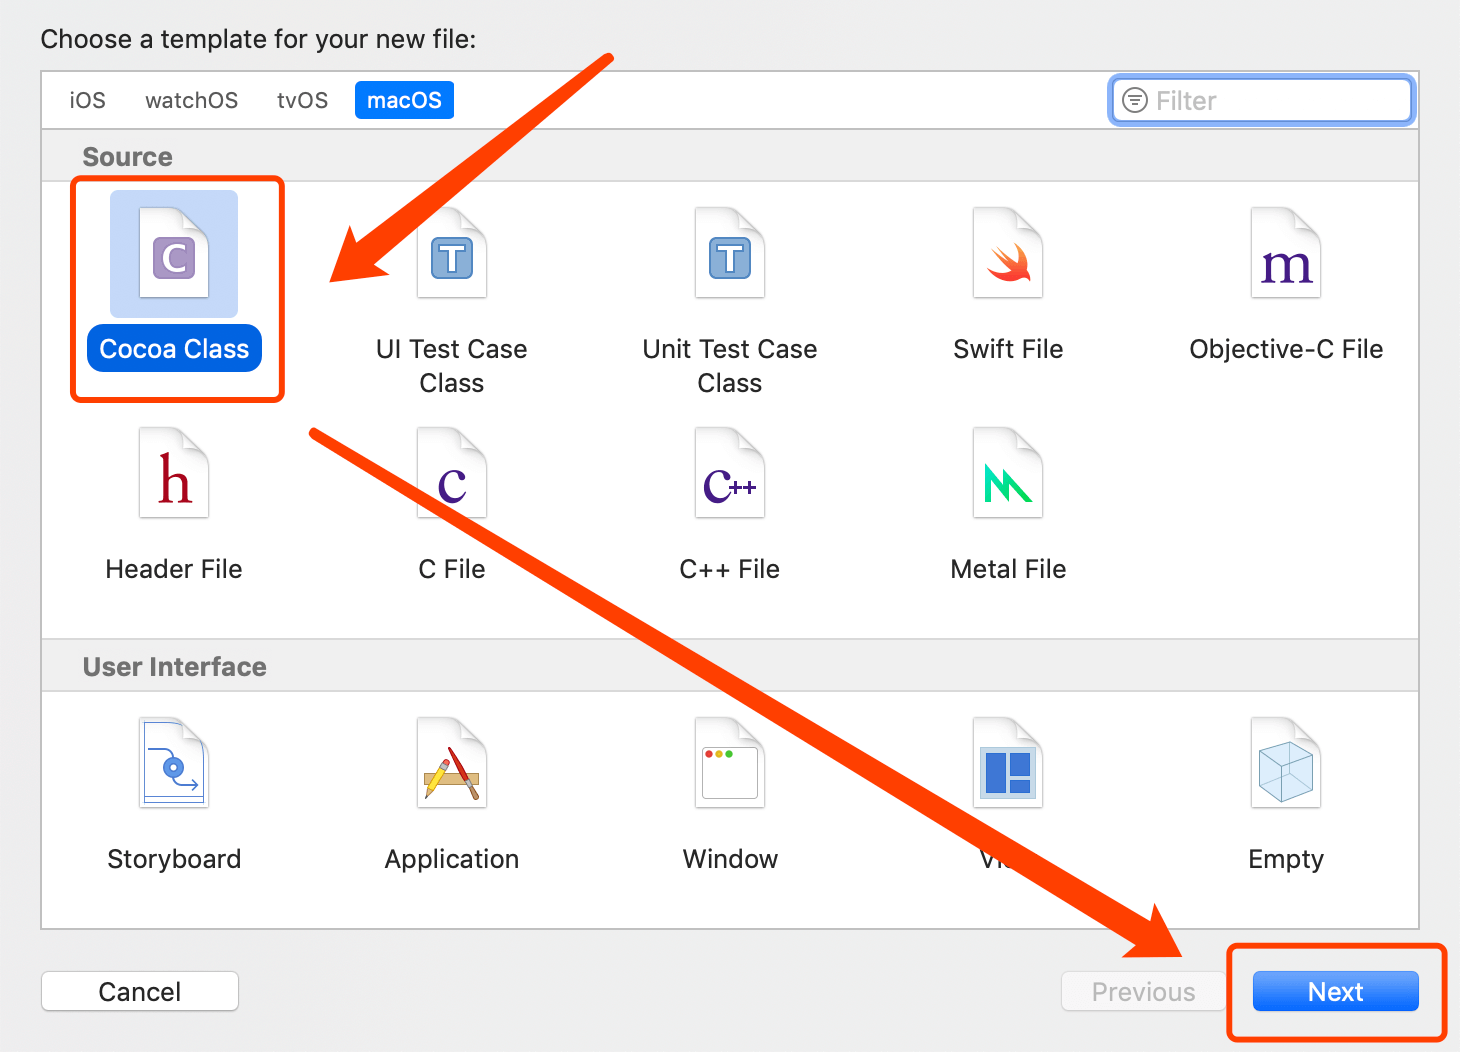 Choose a template for your new file:
iOS watchOS tvOS macOS Filter
Source
C T T m
Cocoa Class UI Test Case Class Unit Test Case Class Swift File Objective-C File
h c c++
Header File C File C++ File Metal File
User Interface
Storyboard Application Window Empty
Cancel Previous Next